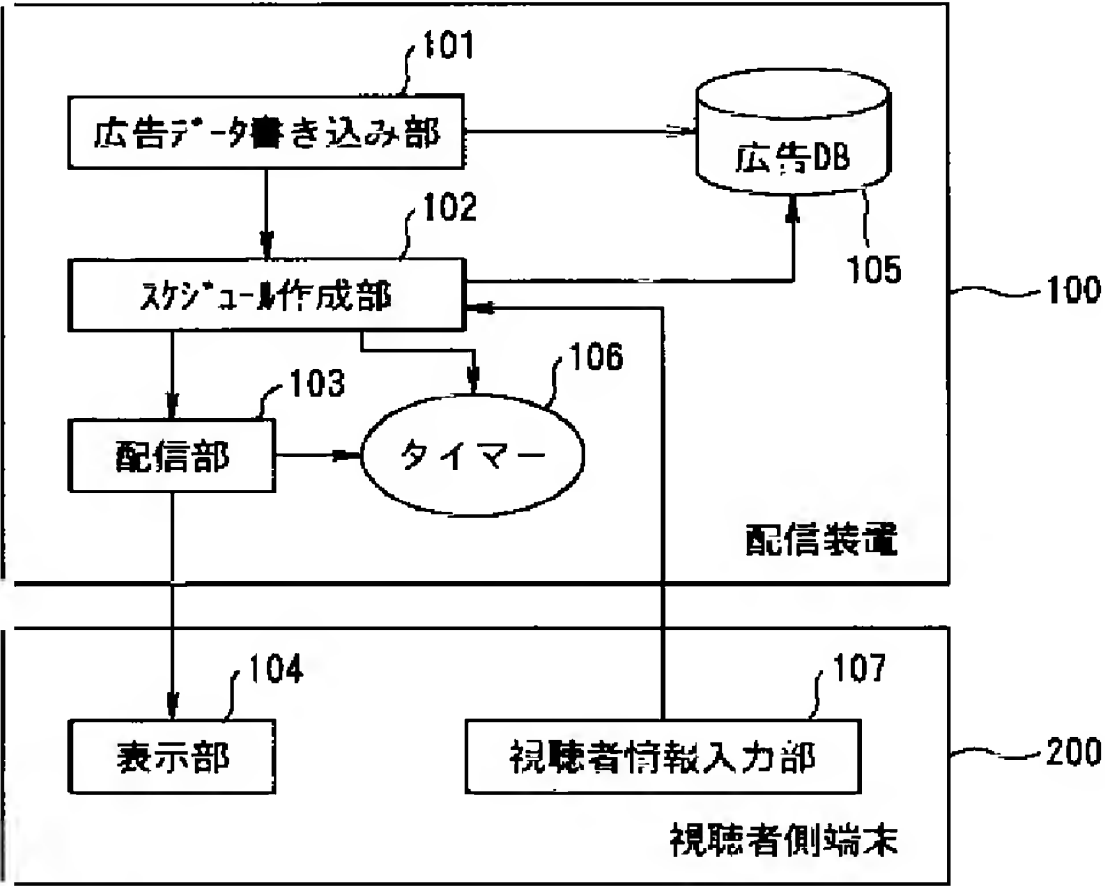 101
広告ﾃﾞｰﾀ書き込み部
広告DB
105
102
ｽｹｼﾞｭｰﾙ作成部
100
103
配信部
106
タイマー
配信装置
104
表示部
107
視聴者情報入力部
200
視聴者側端末